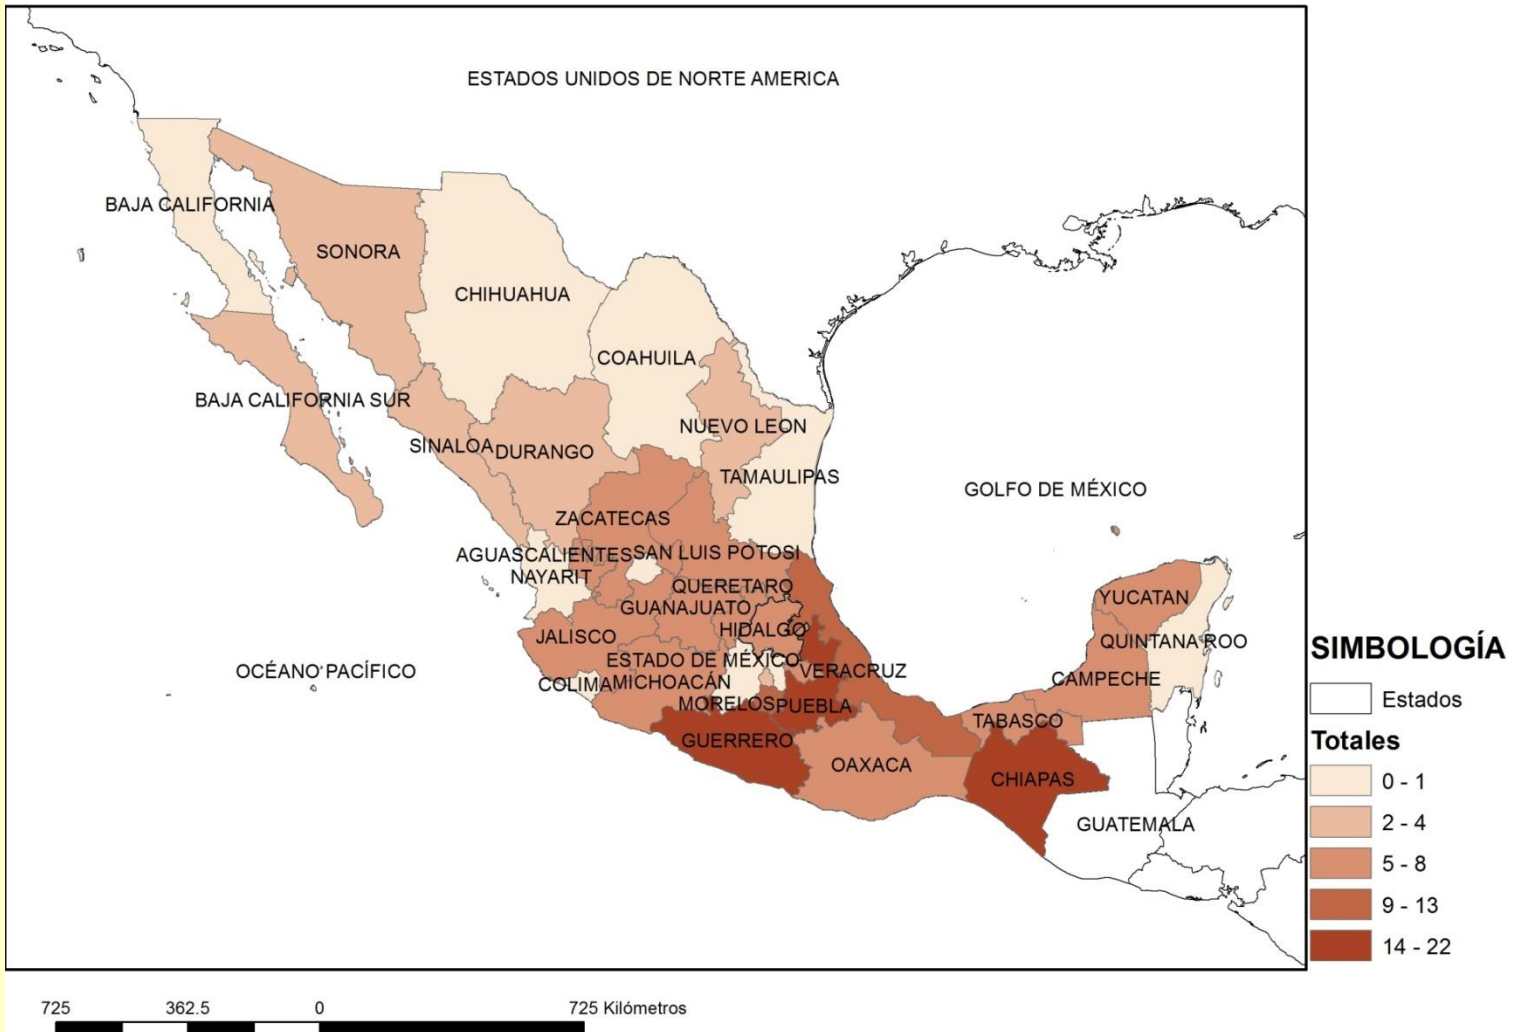 ESTADOS UNIDOS DE NORTE AMERICA
BAJA CALIFORNIA
SONORA
CHIHUAHUA
COAHUILA
BAJA CALIFORNIA SUR
SINALOA
DURANGO
NUEVO LEON
TAMAULIPAS
GOLFO DE MÉXICO
ZACATECAS
AGUASCALIENTES
SAN LUIS POTOSI
NAYARIT
QUERETARO
YUCATAN
GUANAJUATO
HIDALGO
JALISCO
QUINTANA ROO
ESTADO DE MÉXICO
OCÉANO PACÍFICO
VERACRUZ
COLIMA
MICHOACÁN
CAMPECHE
MORELOS
PUEBLA
TABASCO
GUERRERO
OAXACA
CHIAPAS
GUATEMALA
SIMBOLOGÍA
Estados
Totales
0 - 1
2 - 4
5 - 8
9 - 13
14 - 22
725 362.5 0 725 Kilómetros